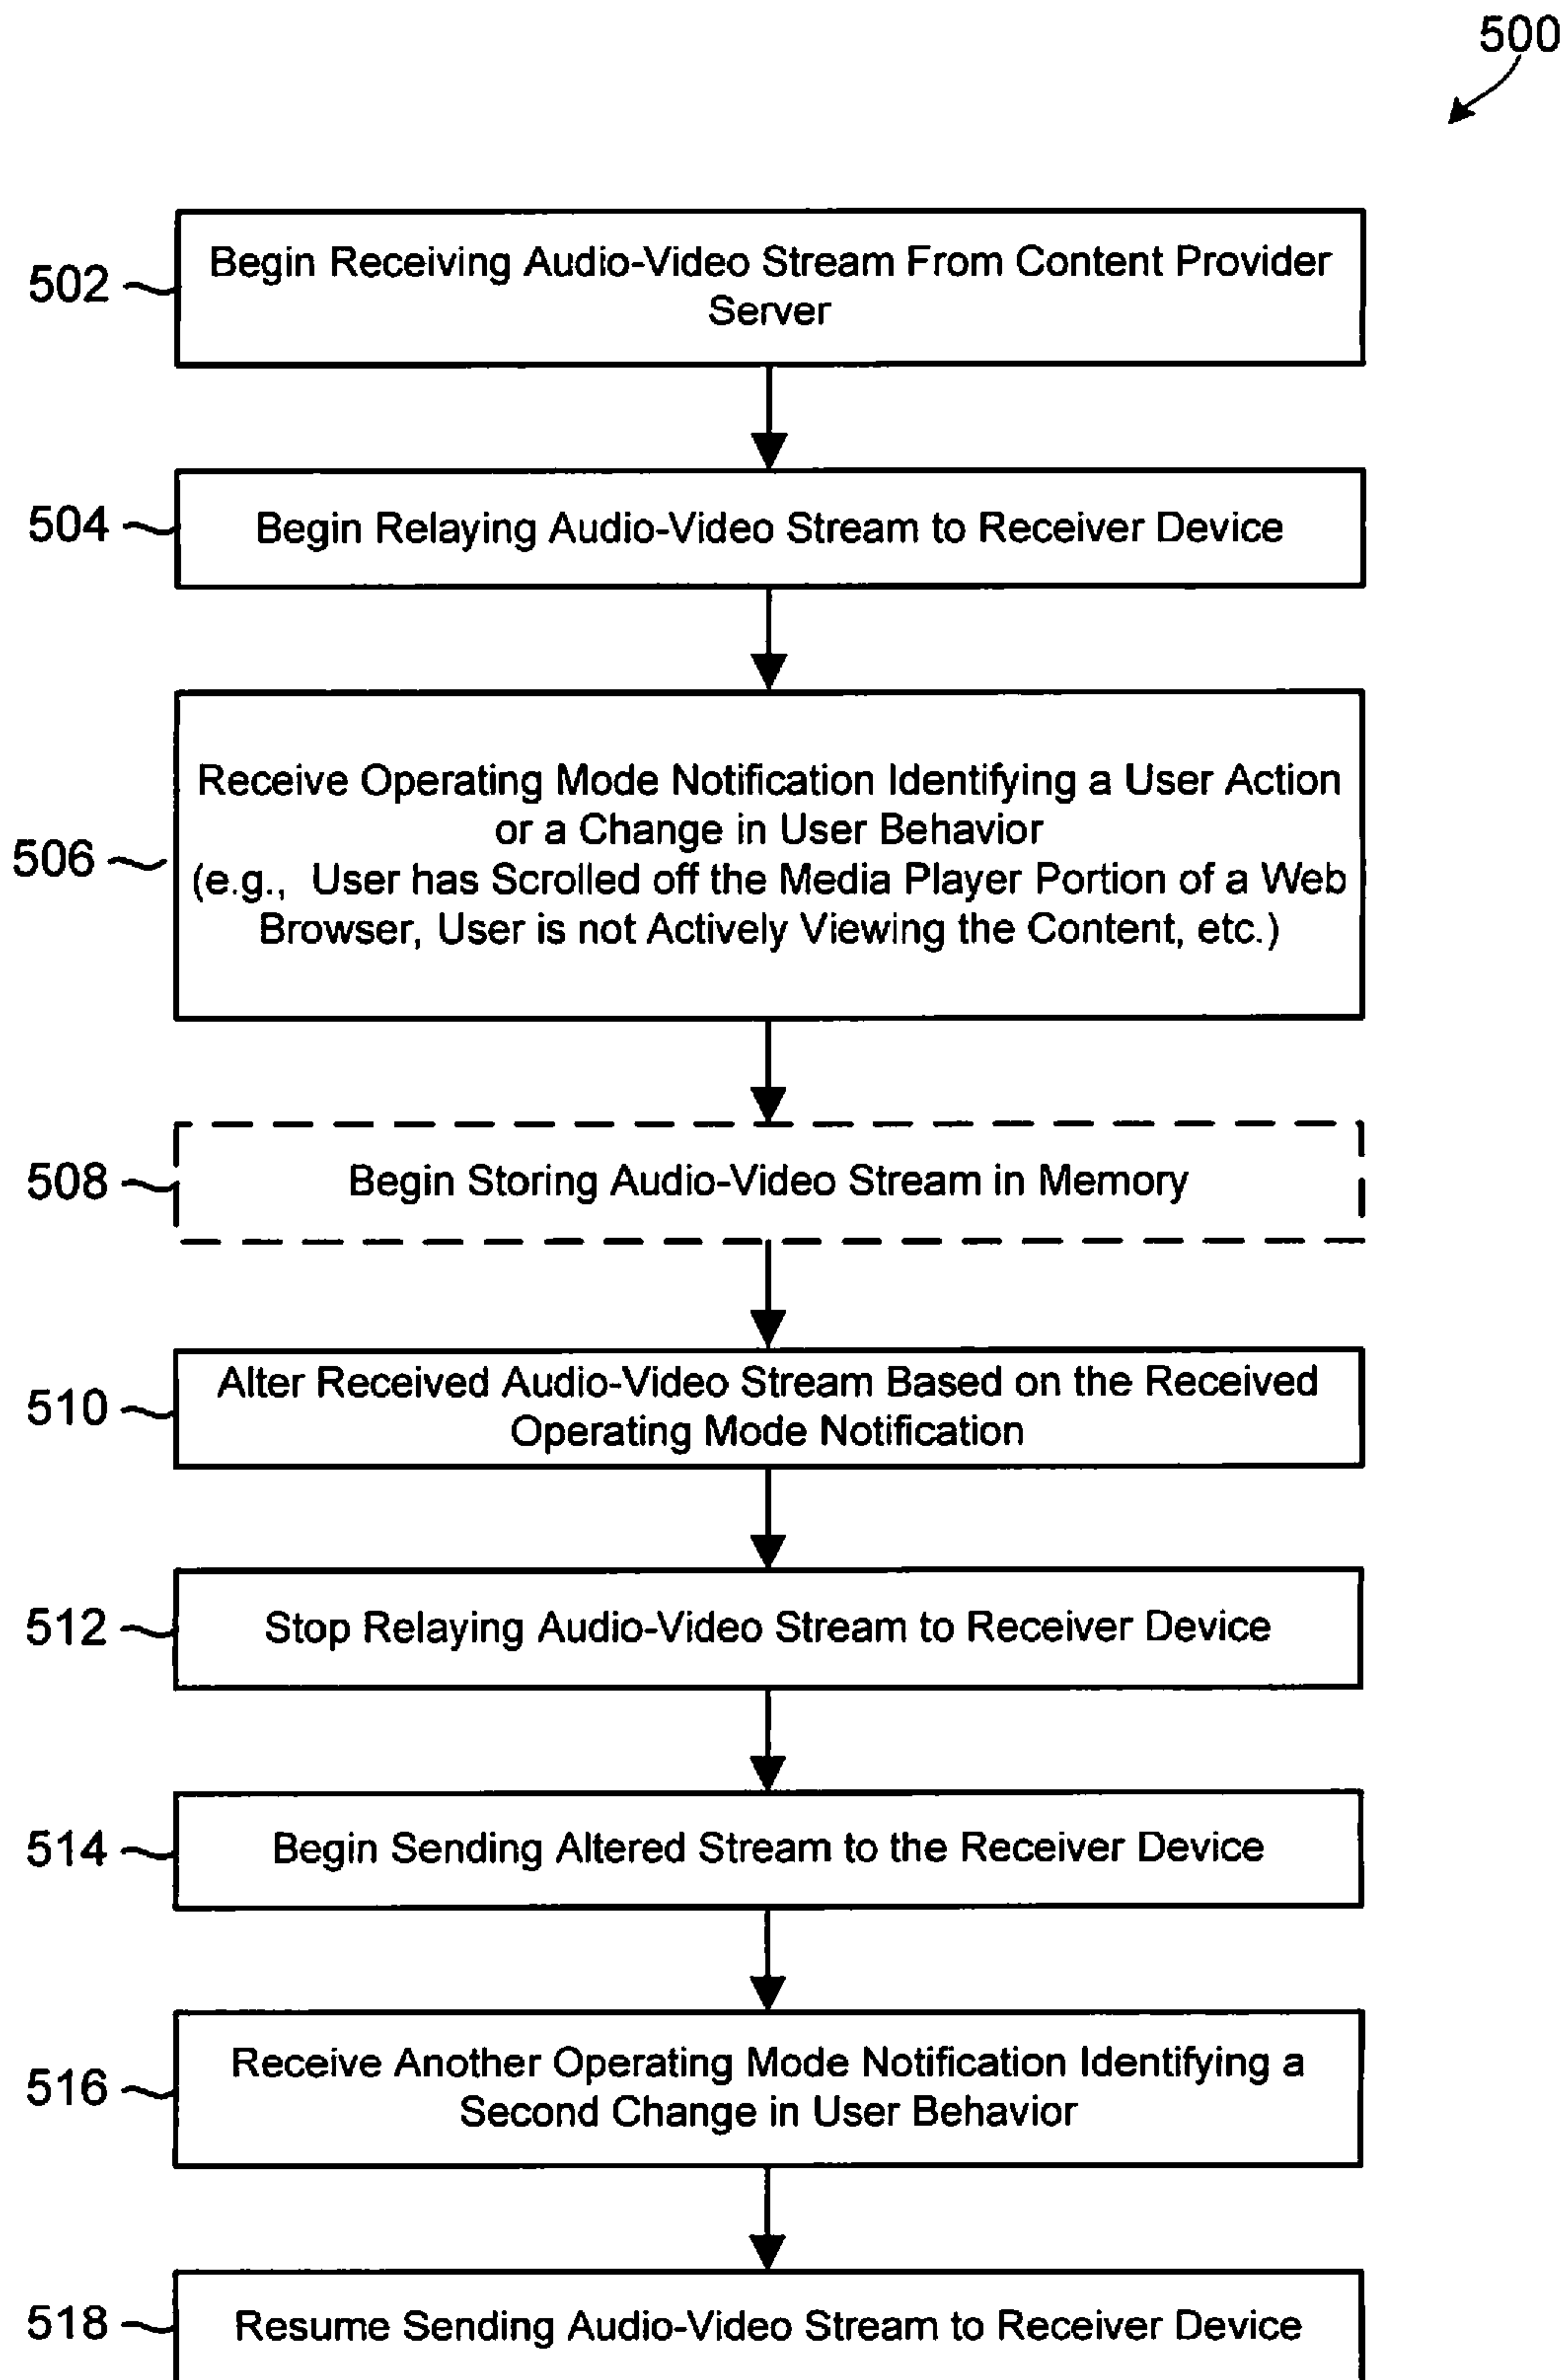 500
502
Begin Receiving Audio-Video Stream From Content Provider
Server
504
Begin Relaying Audio-Video Stream to Receiver Device
506
Receive Operating Mode Notification Identifying a User Action
or a Change in User Behavior
(e.g., User has Scrolled off the Media Player Portion of a Web
Browser, User is not Actively Viewing the Content, etc.)
508
Begin Storing Audio-Video Stream in Memory
510
Alter Received Audio-Video Stream Based on the Received
Operating Mode Notification
512
Stop Relaying Audio-Video Stream to Receiver Device
514
Begin Sending Altered Stream to the Receiver Device
516
Receive Another Operating Mode Notification Identifying a
Second Change in User Behavior
518
Resume Sending Audio-Video Stream to Receiver Device